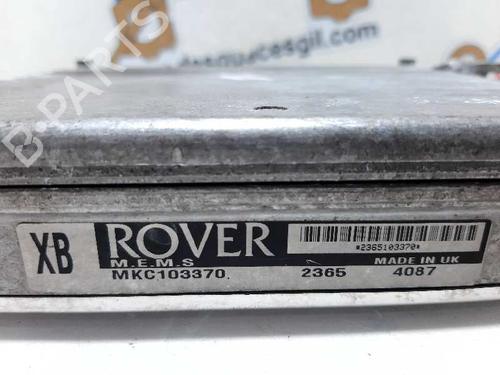 desguacesgil.com
B-PARTS
XB
ROVER
*2365103370*
M.E.M.S
MADE IN UK
MKC103370.
2365
4087